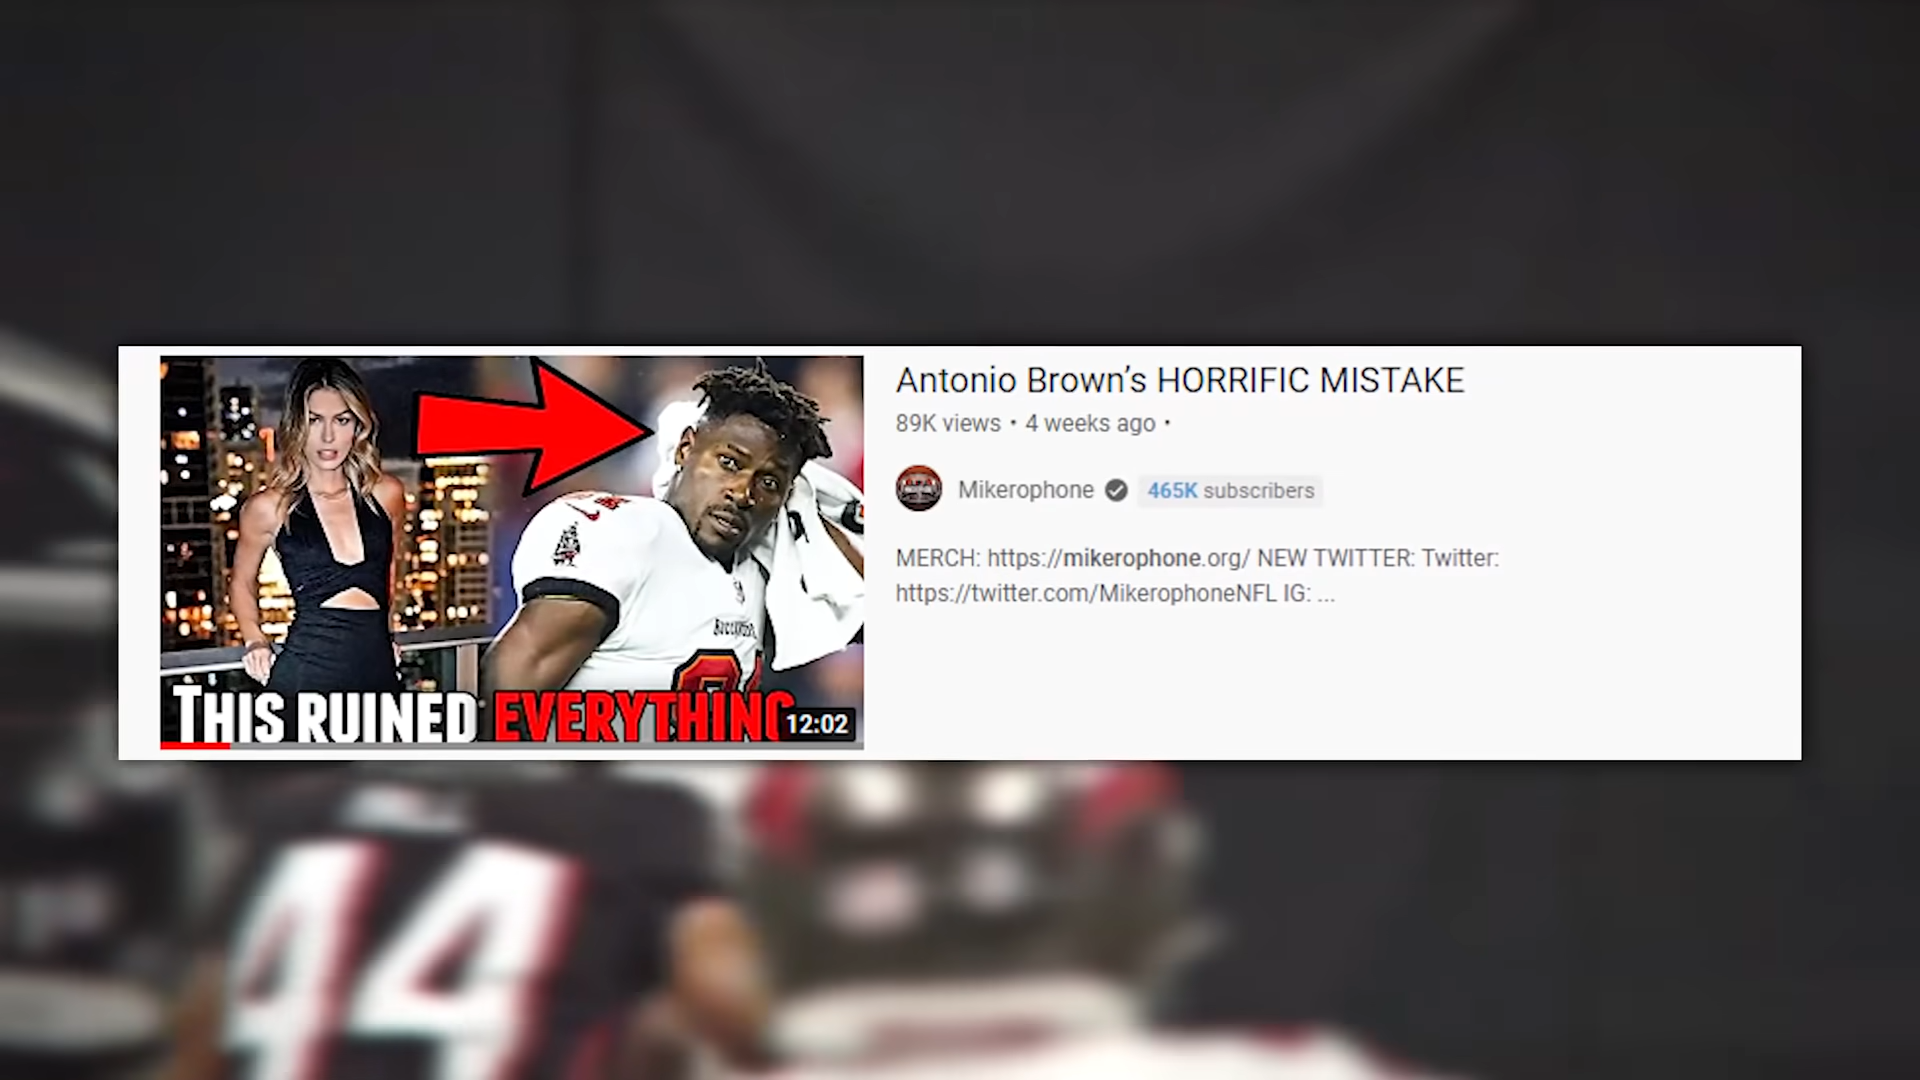 THIS RUINED EVERYTHING
12:02
Antonio Brown's HORRIFIC MISTAKE
89K views • 4 weeks ago •
Mikerophone 465K subscribers
MERCH: https://mikerophone.org/ NEW TWITTER: Twitter:
https://twitter.com/MikerophoneNFL IG: ...
44